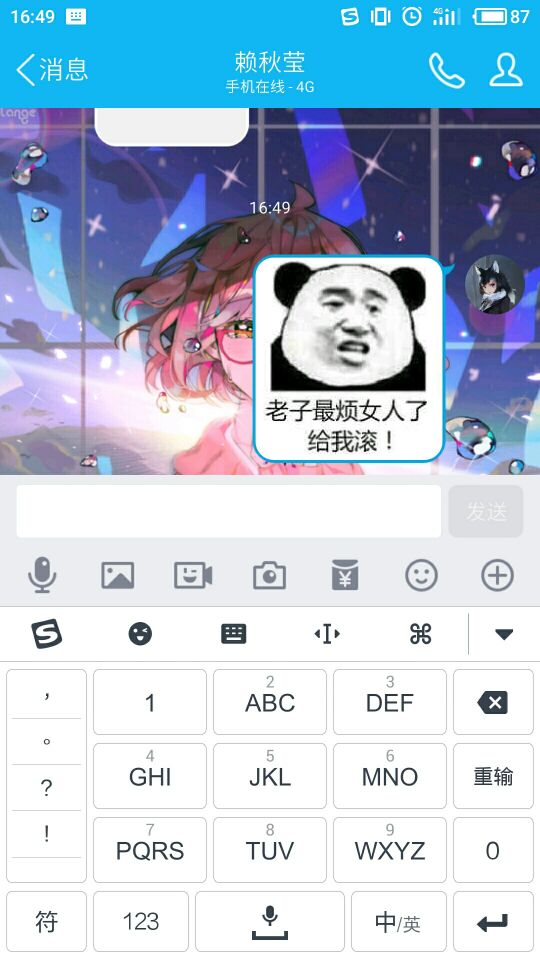 16:49
4G
87
消息
赖秋莹
手机在线 - 4G
lange
16:49
老子最烦女人了
给我滚！
发送
，
1
2
ABC
3
DEF
。
4
GHI
5
JKL
6
MNO
重输
?
!
7
PQRS
8
TUV
9
WXYZ
0
符
123
中/英